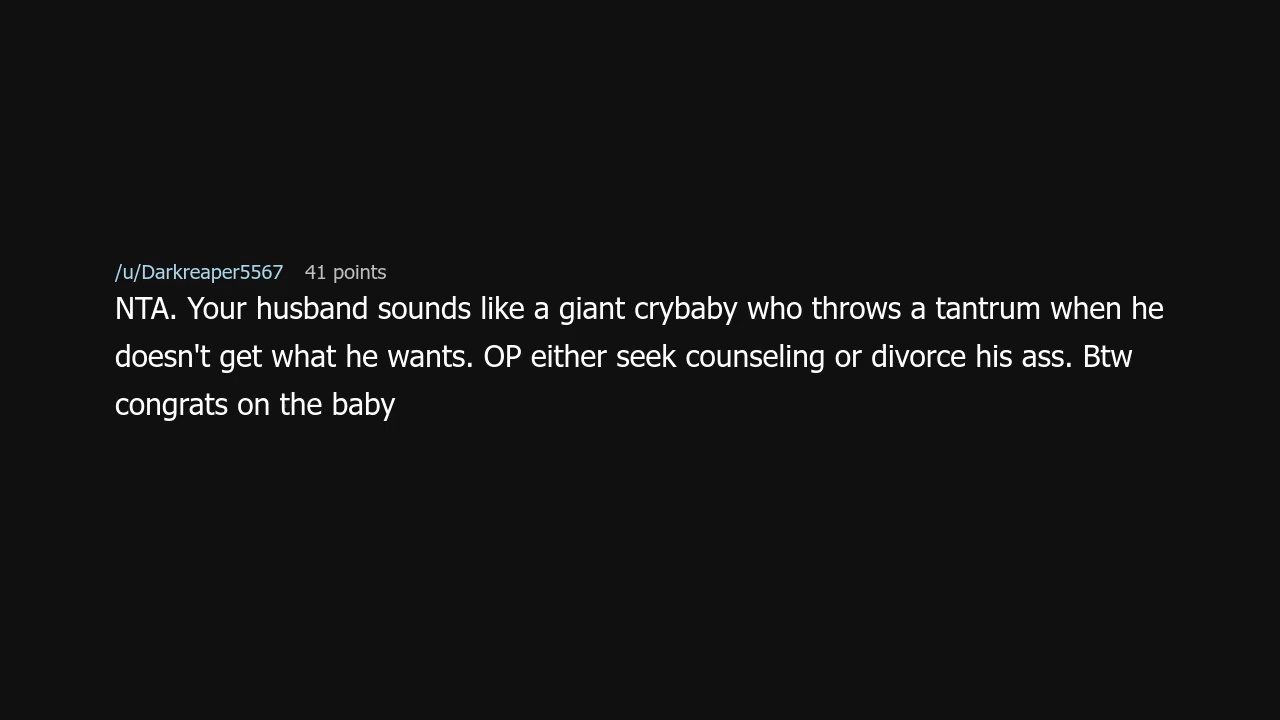 /u/Darkreaper5567 41 points
NTA. Your husband sounds like a giant crybaby who throws a tantrum when he
doesn't get what he wants. OP either seek counseling or divorce his ass. Btw
congrats on the baby